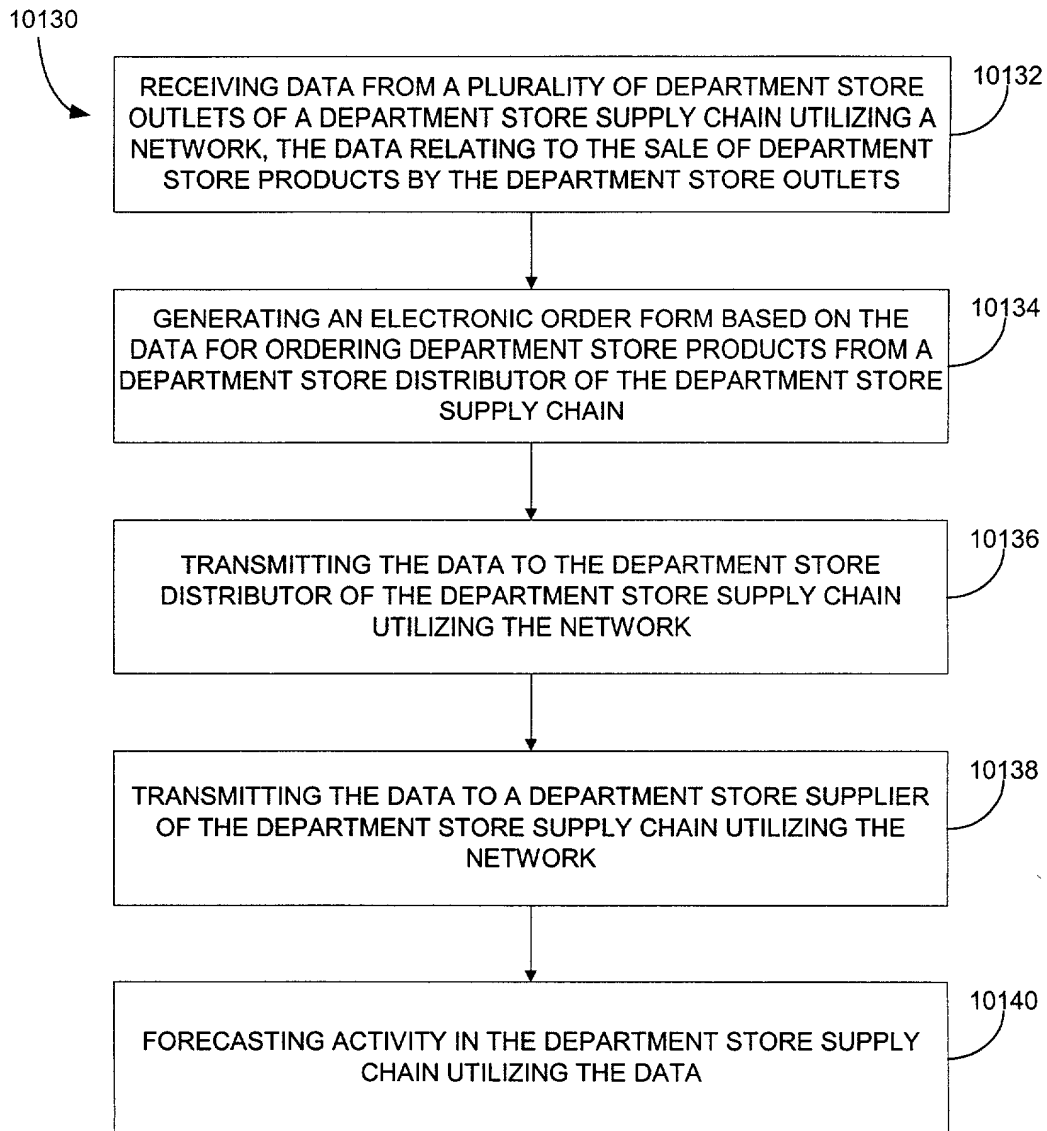 10130
10132
RECEIVING DATA FROM A PLURALITY OF DEPARTMENT STORE
OUTLETS OF A DEPARTMENT STORE SUPPLY CHAIN UTILIZING A
NETWORK, THE DATA RELATING TO THE SALE OF DEPARTMENT
STORE PRODUCTS BY THE DEPARTMENT STORE OUTLETS
10134
GENERATING AN ELECTRONIC ORDER FORM BASED ON THE
DATA FOR ORDERING DEPARTMENT STORE PRODUCTS FROM A
DEPARTMENT STORE DISTRIBUTOR OF THE DEPARTMENT STORE
SUPPLY CHAIN
10136
TRANSMITTING THE DATA TO THE DEPARTMENT STORE
DISTRIBUTOR OF THE DEPARTMENT STORE SUPPLY CHAIN
UTILIZING THE NETWORK
10138
TRANSMITTING THE DATA TO A DEPARTMENT STORE SUPPLIER
OF THE DEPARTMENT STORE SUPPLY CHAIN UTILIZING THE
NETWORK
10140
FORECASTING ACTIVITY IN THE DEPARTMENT STORE SUPPLY
CHAIN UTILIZING THE DATA